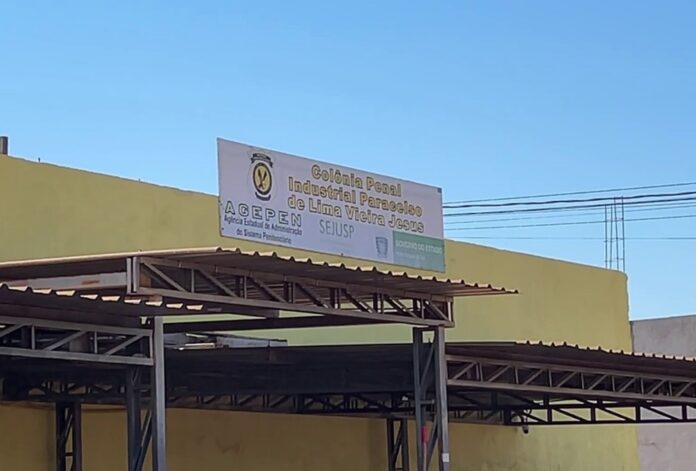 Colônia Penal
Industrial Paracelso
de Lima Vieira Jesus
AGEPEN
Agência Estadual de Administração
do Sistema Penitenciário
SEJUSP
GOVERNO DO ESTADO